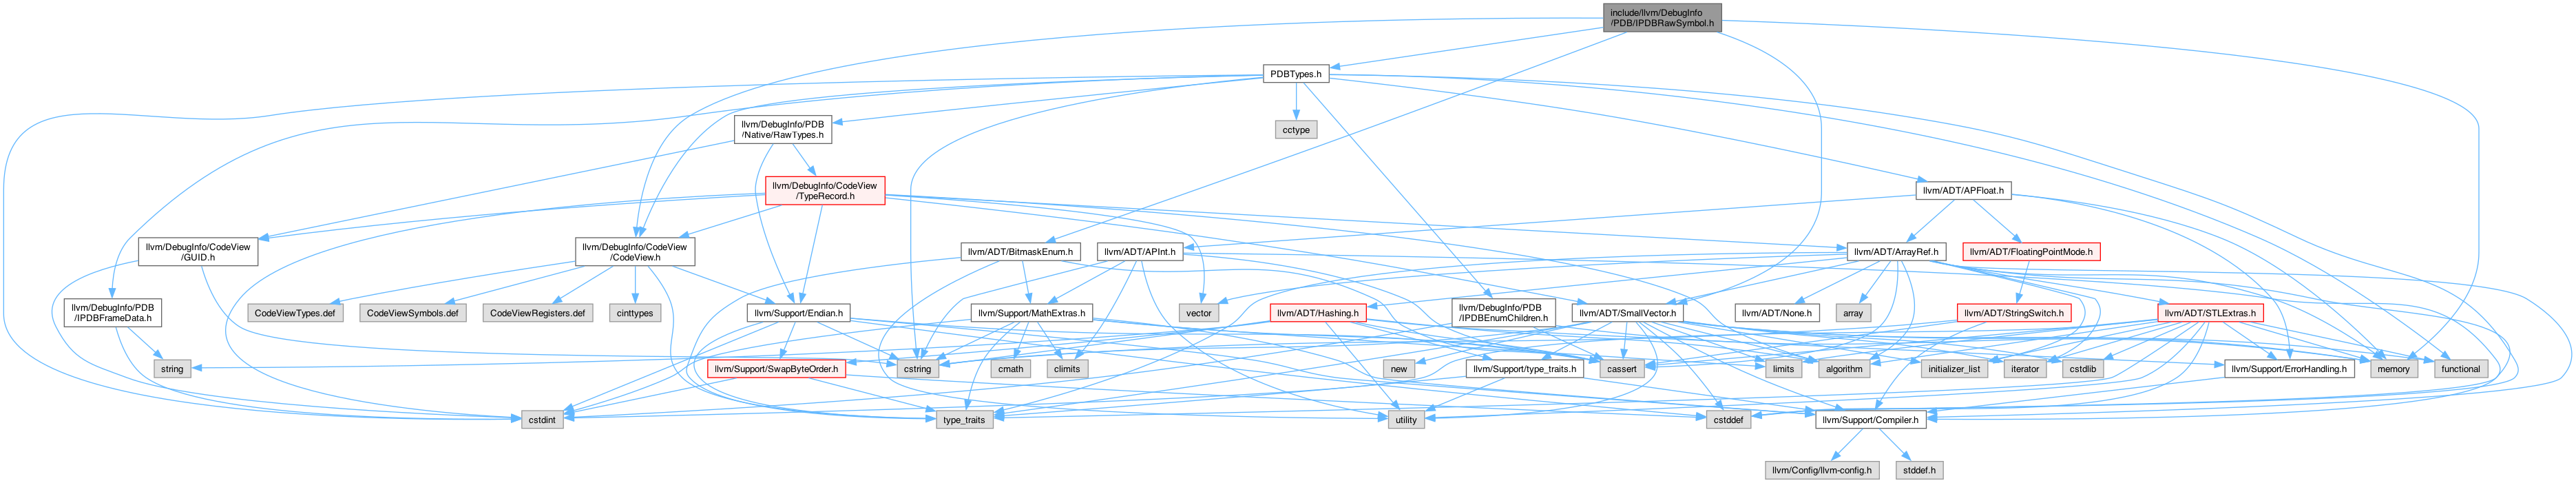 include/llvm/DebugInfo
/PDB/IPDBRawSymbol.h
PDBTypes.h
llvm/DebugInfo/PDB
/Native/RawTypes.h
cctype
llvm/DebugInfo/CodeView
/TypeRecord.h
llvm/ADT/APFloat.h
llvm/DebugInfo/CodeView
/GUID.h
llvm/DebugInfo/CodeView
/CodeView.h
llvm/ADT/BitmaskEnum.h
llvm/ADT/APInt.h
llvm/ADT/ArrayRef.h
llvm/ADT/FloatingPointMode.h
llvm/DebugInfo/PDB
/IPDBFrameData.h
CodeViewTypes.def
CodeViewSymbols.def
CodeViewRegisters.def
cinttypes
llvm/Support/Endian.h
llvm/Support/MathExtras.h
vector
llvm/ADT/Hashing.h
llvm/DebugInfo/PDB
/IPDBEnumChildren.h
llvm/ADT/SmallVector.h
llvm/ADT/None.h
array
llvm/ADT/StringSwitch.h
llvm/ADT/STLExtras.h
string
llvm/Support/SwapByteOrder.h
cstring
cmath
climits
new
llvm/Support/type_traits.h
cassert
limits
algorithm
initializer_list
iterator
cstdlib
llvm/Support/ErrorHandling.h
memory
functional
cstdint
type_traits
utility
cstddef
llvm/Support/Compiler.h
llvm/Config/llvm-config.h
stddef.h